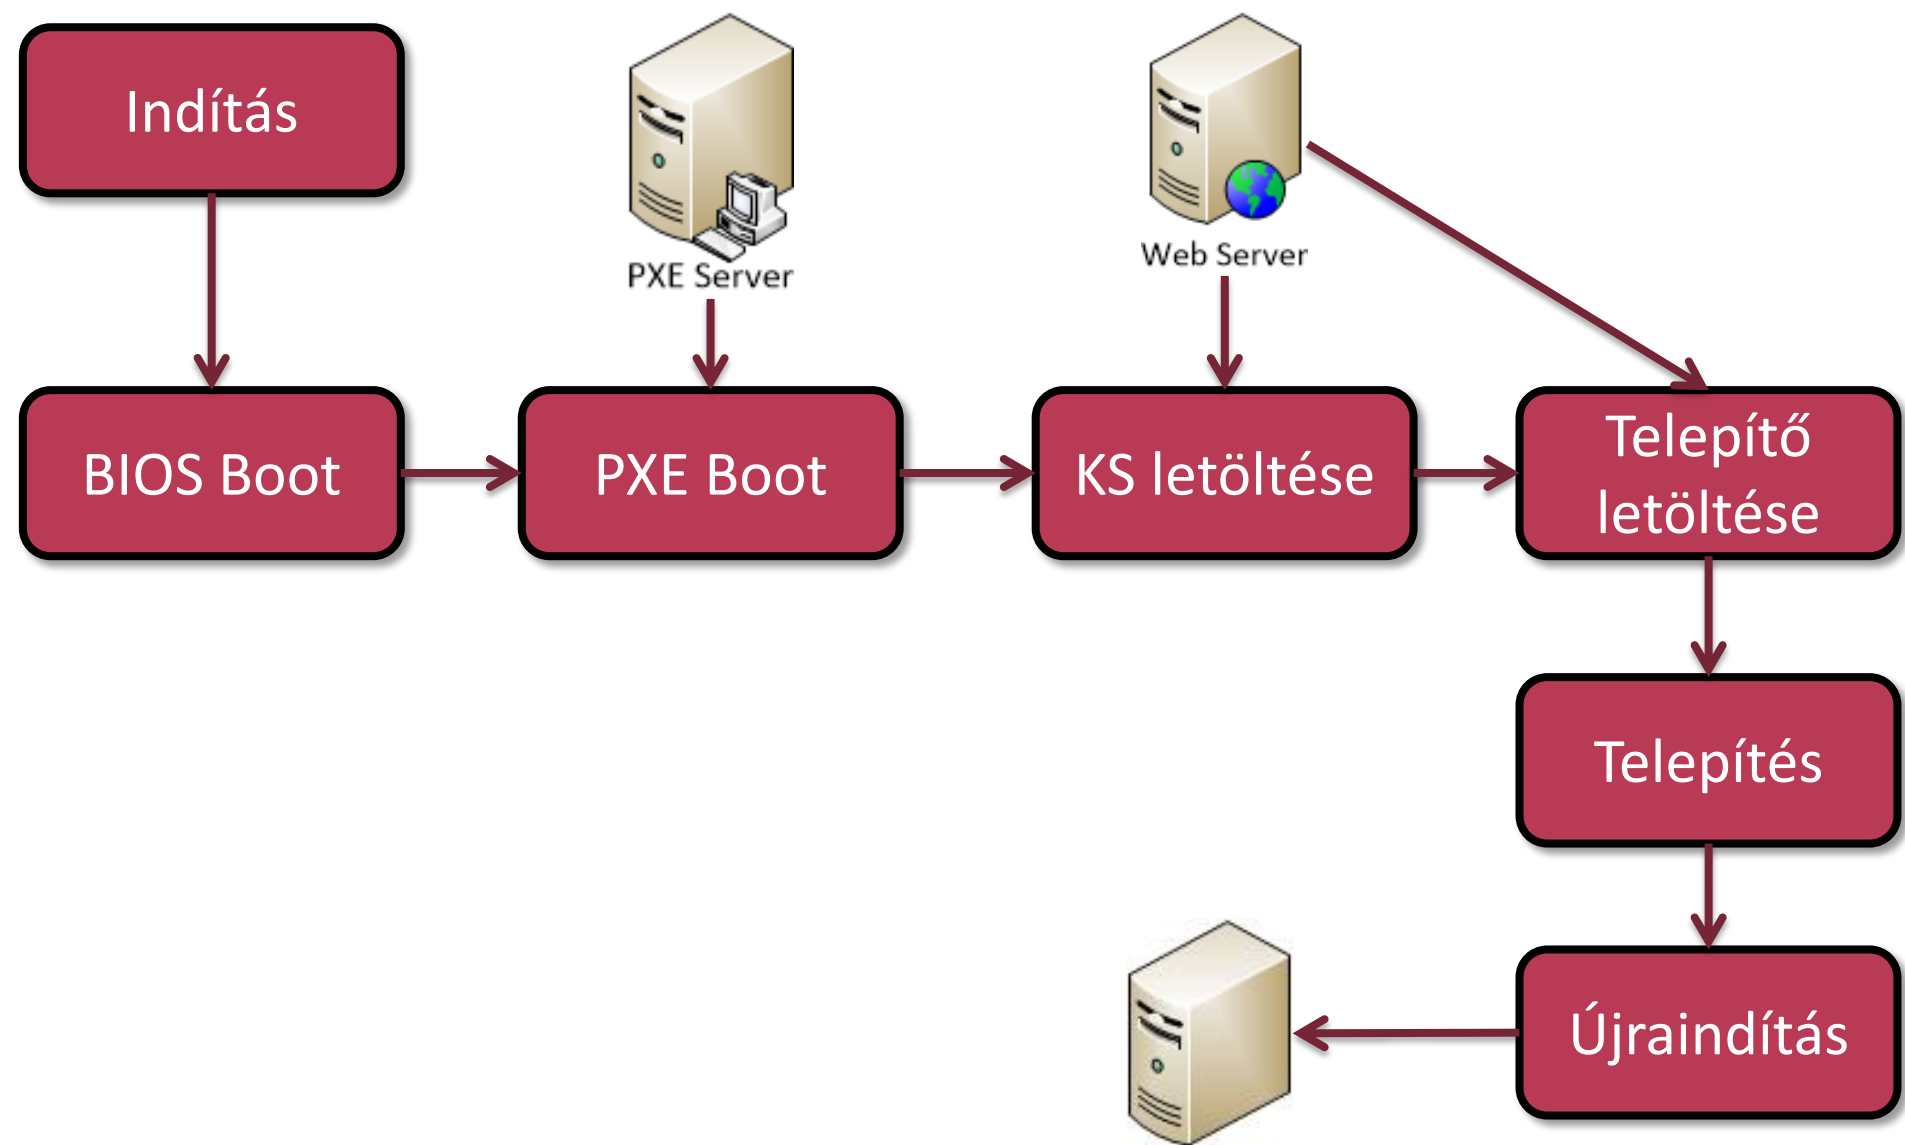 Indítás
PXE Server
Web Server
BIOS Boot
PXE Boot
KS letöltése
Telepítő
letöltése
Telepítés
Újraindítás